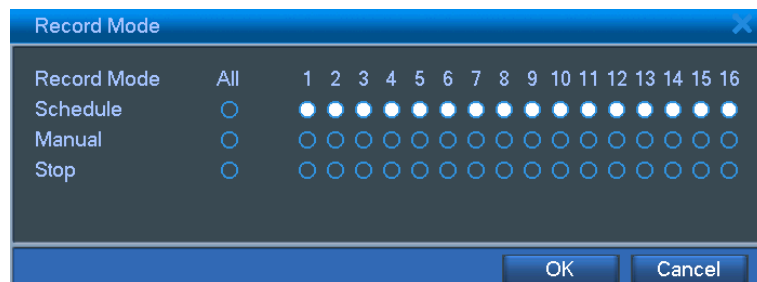 Record Mode
Record Mode All 1 2 3 4 5 6 7 8 9 10 11 12 13 14 15 16
Schedule
Manual
Stop
OK Cancel